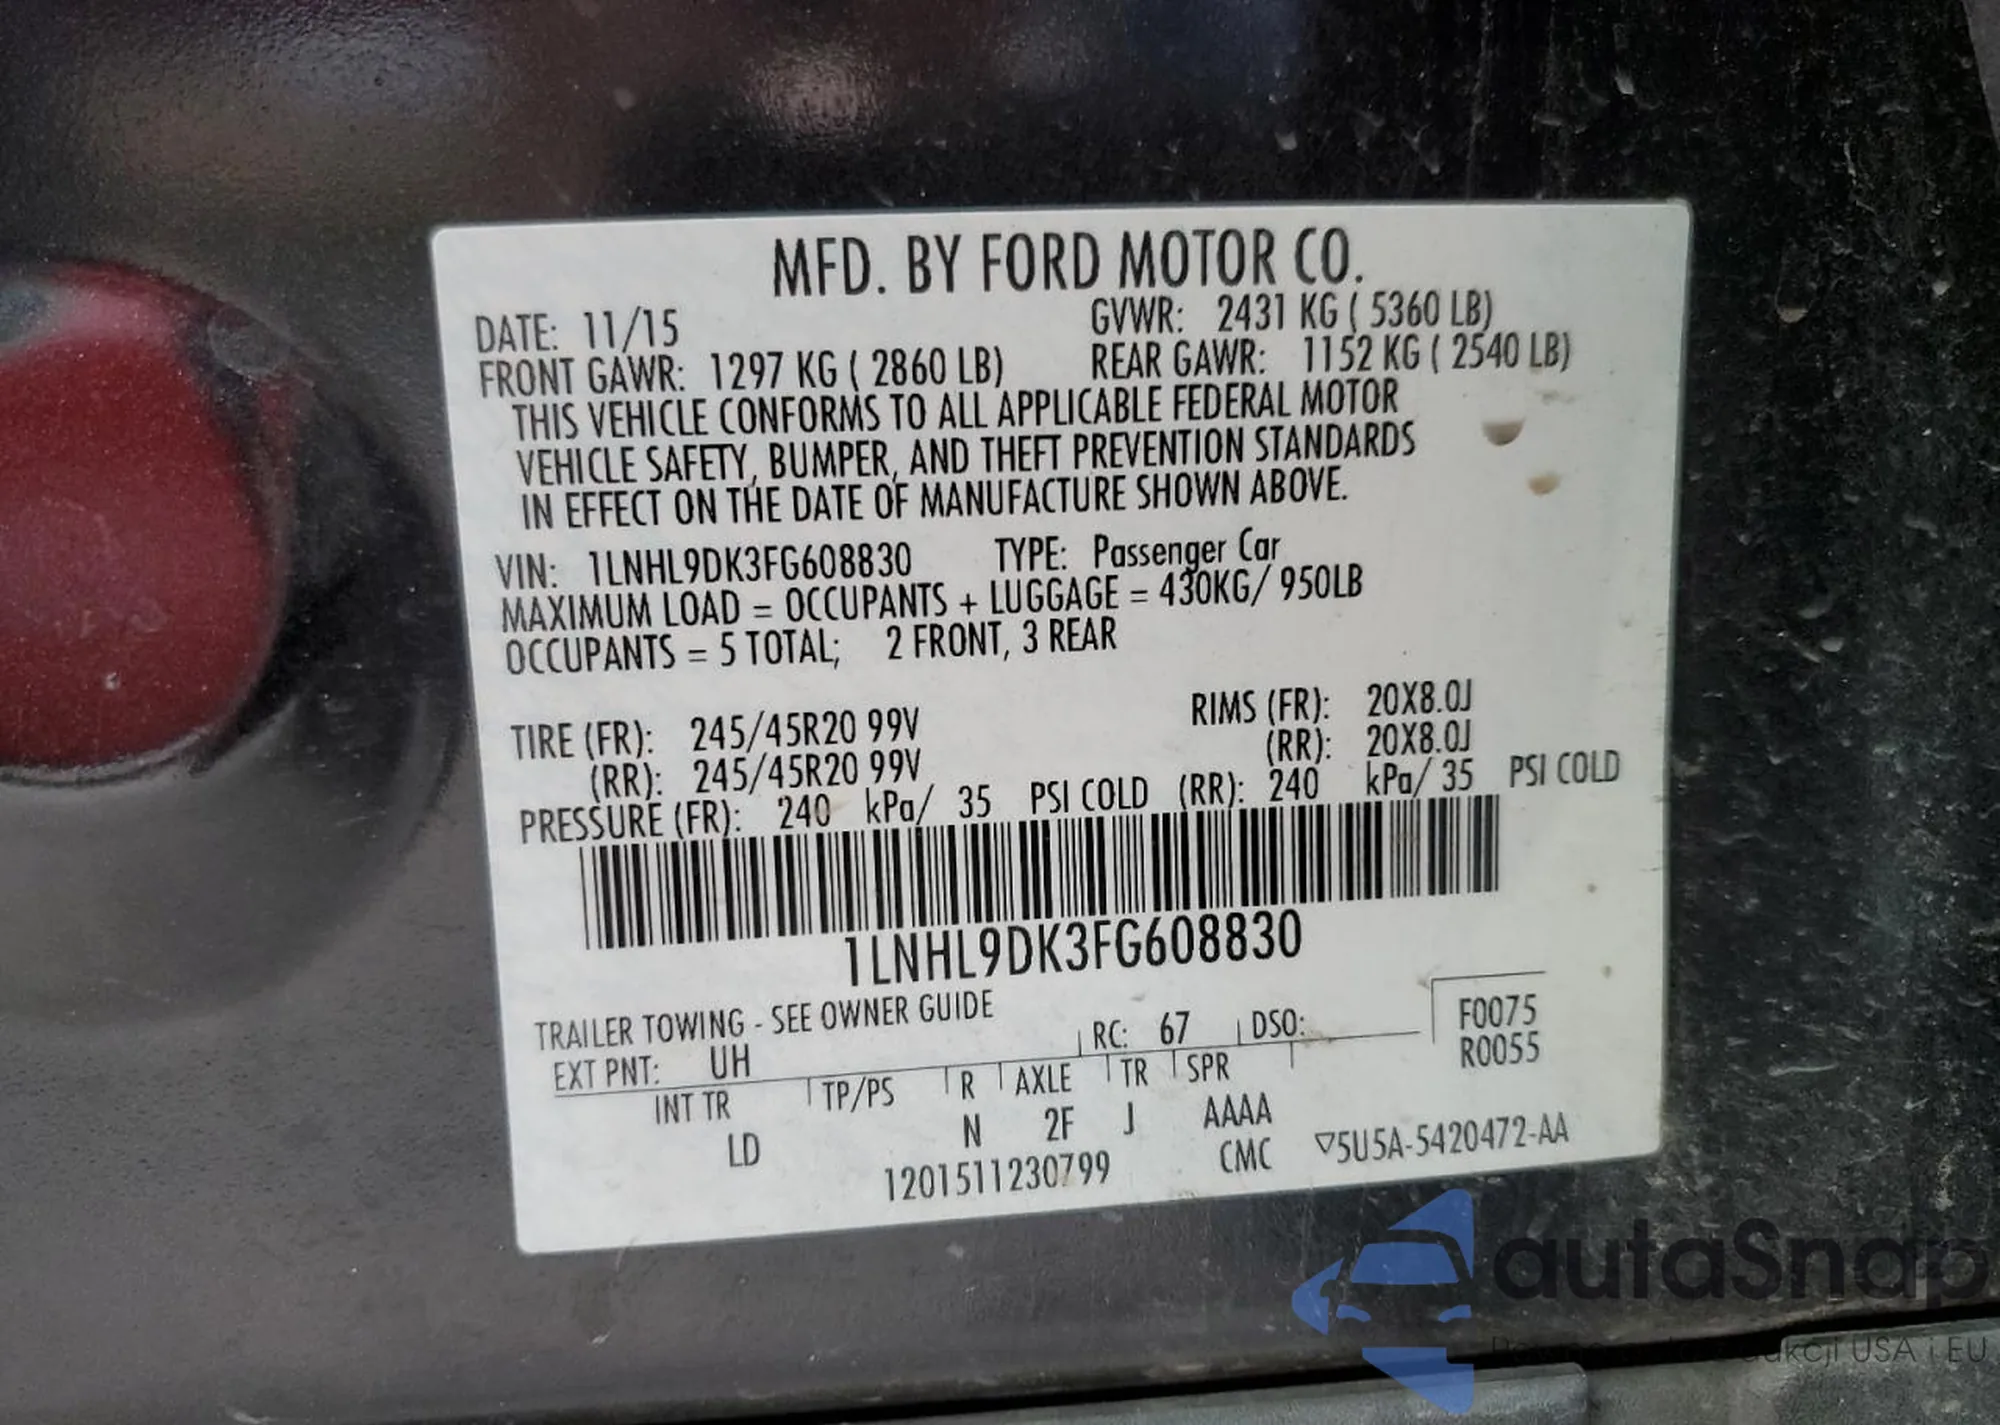 MFD. BY FORD MOTOR CO.
DATE: 11/15 GVWR: 2431 KG ( 5360 LB)
FRONT GAWR: 1297 KG ( 2860 LB) REAR GAWR: 1152 KG ( 2540 LB)
THIS VEHICLE CONFORMS TO ALL APPLICABLE FEDERAL MOTOR
VEHICLE SAFETY, BUMPER, AND THEFT PREVENTION STANDARDS
IN EFFECT ON THE DATE OF MANUFACTURE SHOWN ABOVE.
VIN: 1LNHL9DK3FG608830 TYPE: Passenger Car
MAXIMUM LOAD = OCCUPANTS + LUGGAGE = 430KG/ 950LB
OCCUPANTS = 5 TOTAL; 2 FRONT, 3 REAR
TIRE (FR): 245/45R20 99V RIMS (FR): 20X8.0J
(RR): 245/45R20 99V (RR): 20X8.0J
PRESSURE (FR): 240 kPa/ 35 PSI COLD (RR): 240 kPa/ 35 PSI COLD
1LNHL9DK3FG608830
TRAILER TOWING - SEE OWNER GUIDE
EXT PNT: UH RC: 67 DSO: F0075
R0055
INT TR TP/PS R AXLE TR SPR
LD N 2F J AAAA
1201511230799 CMC ▽5U5A-5420472-AA
autaSnap
USA i EU